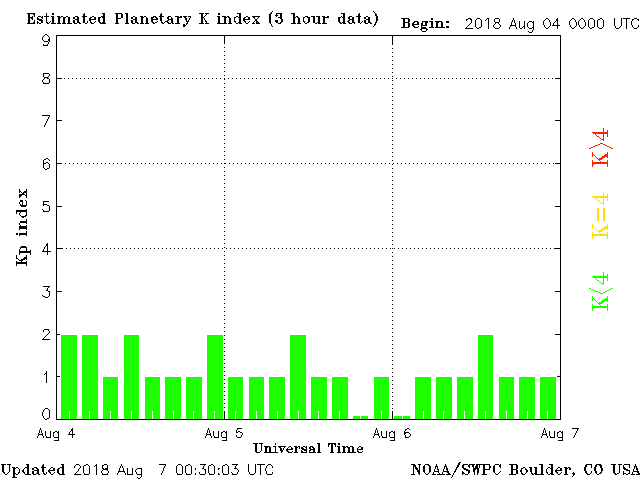 Estimated Planetary K index (3 hour data) Begin: 2018 Aug 04 0000 UTC
9
8
7
6
5
4
3
2
1
0
Kp index
K>4
K=4
K<4
Aug 4 Aug 5 Aug 6 Aug 7
Universal Time
Updated 2018 Aug 7 00:30:03 UTC NOAA/SWPC Boulder, CO USA